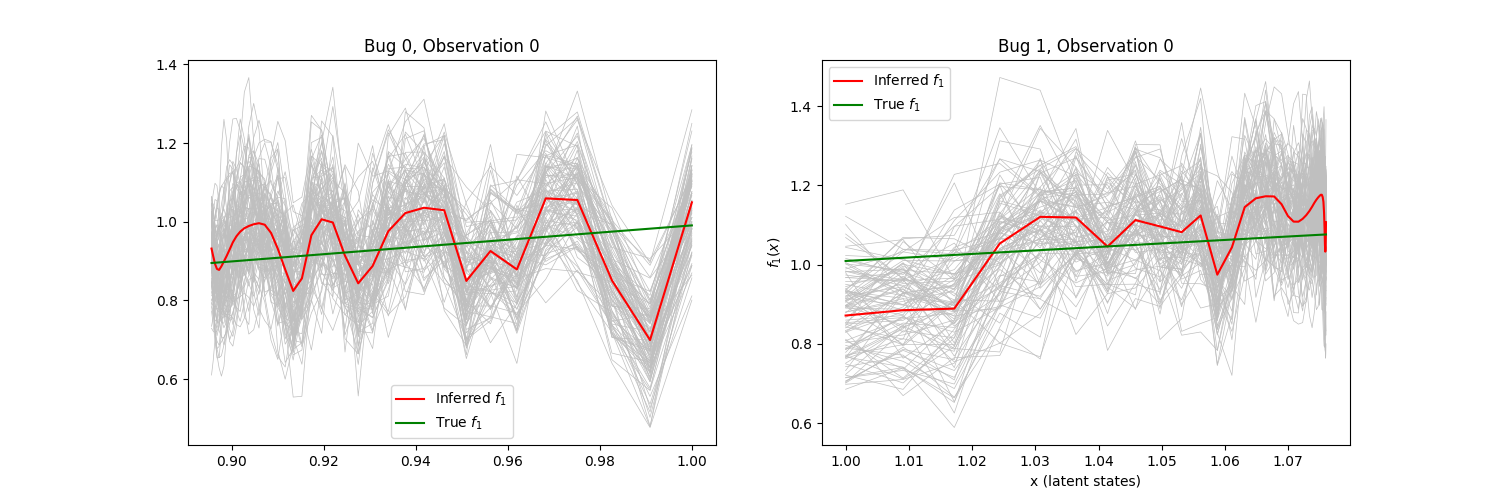 Bug 0, Observation 0
1.4
1.2
1.0
0.8
0.6
Inferred f₁
True f₁
0.90 0.92 0.94 0.96 0.98 1.00
Bug 1, Observation 0
Inferred f₁
True f₁
f₁(x)
1.4
1.2
1.0
0.8
0.6
1.00 1.01 1.02 1.03 1.04 1.05 1.06 1.07
x (latent states)